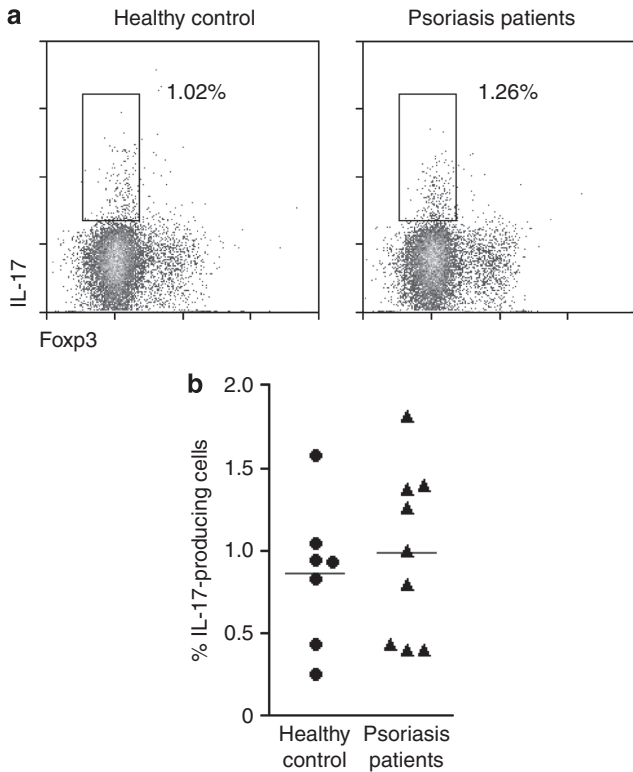 a
Healthy control
Psoriasis patients
1.02%
1.26%
IL-17
Foxp3
b
% IL-17-producing cells
2.0
1.5
1.0
0.5
0
Healthy
control
Psoriasis
patients